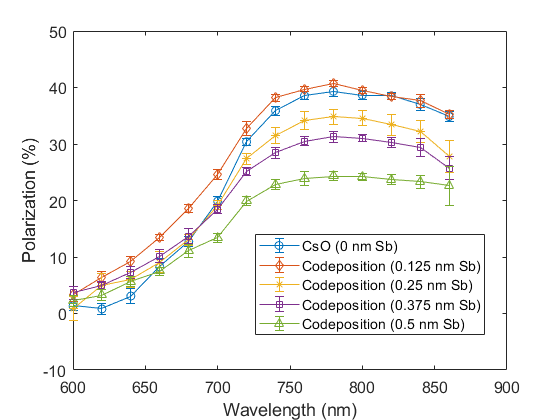 50
40
30
20
10
0
-10
Polarization (%)
CsO (0 nm Sb)
Codeposition (0.125 nm Sb)
Codeposition (0.25 nm Sb)
Codeposition (0.375 nm Sb)
Codeposition (0.5 nm Sb)
600 650 700 750 800 850 900
Wavelength (nm)